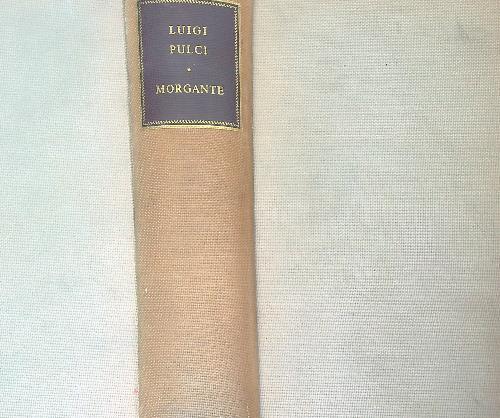 LUIGI
PULCI
•
MORGANTE